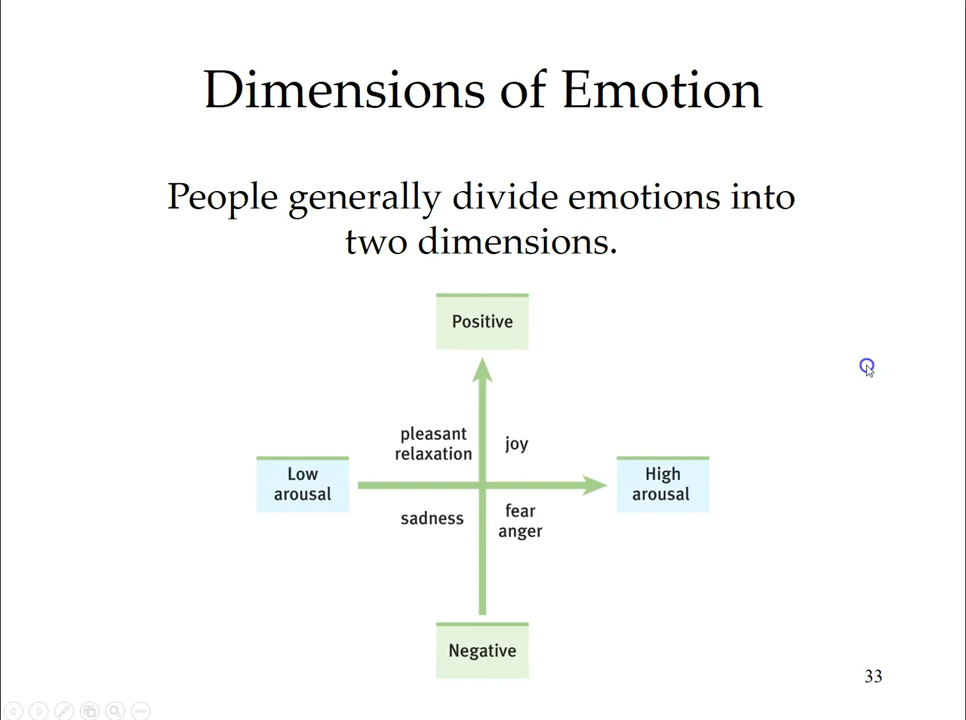 Dimensions of Emotion
People generally divide emotions into
two dimensions.
Positive
pleasant
relaxation
joy
Low
arousal
High
arousal
sadness
fear
anger
Negative
33